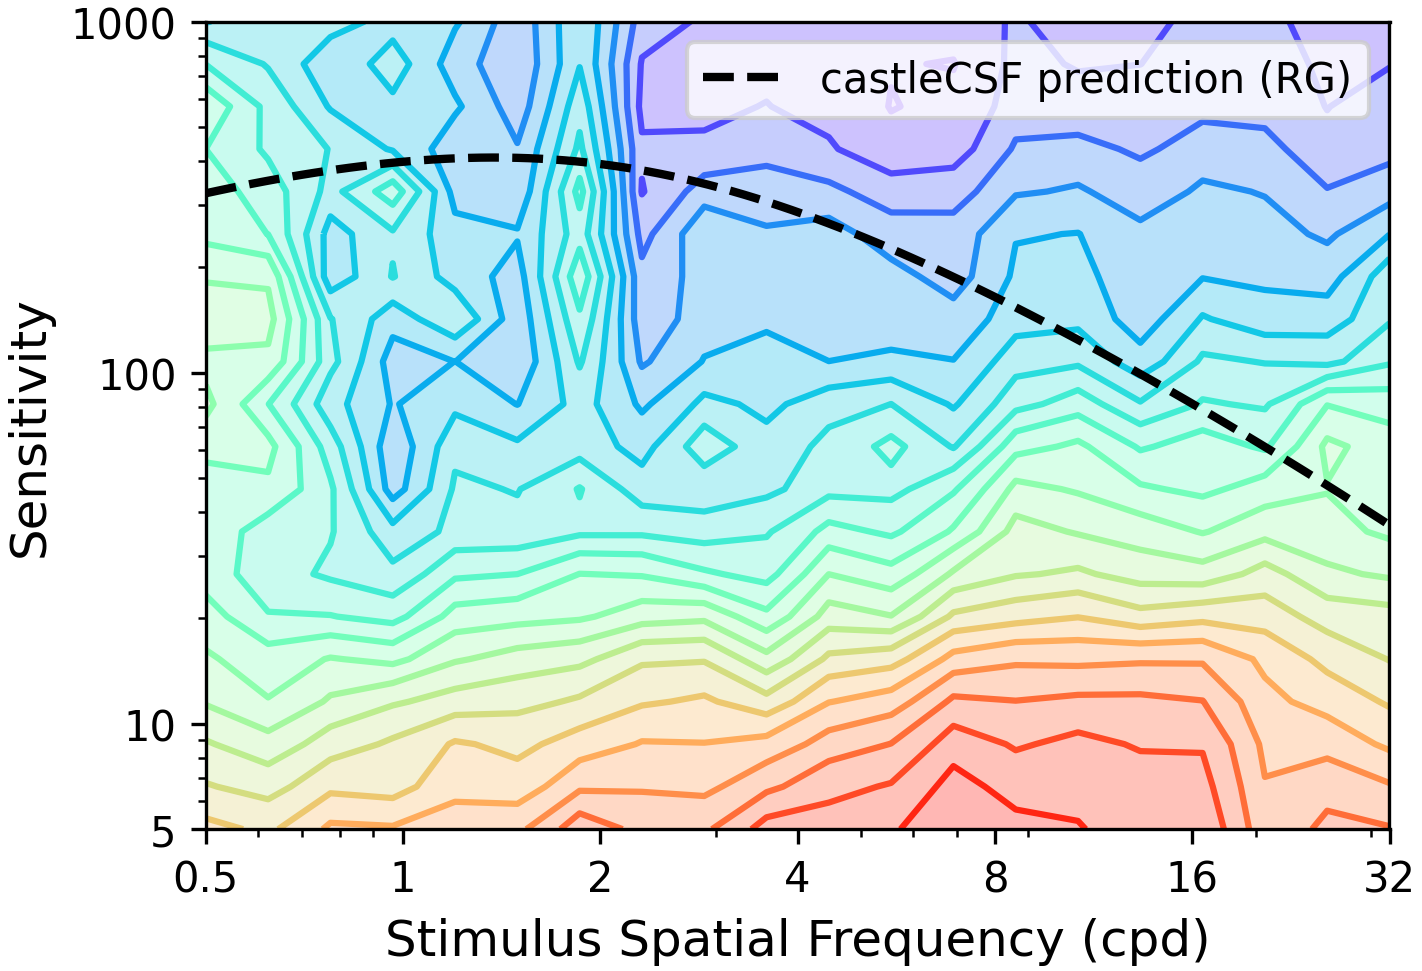 1000
100
10
5
Sensitivity
castleCSF prediction (RG)
0.5 1 2 4 8 16 32
Stimulus Spatial Frequency (cpd)